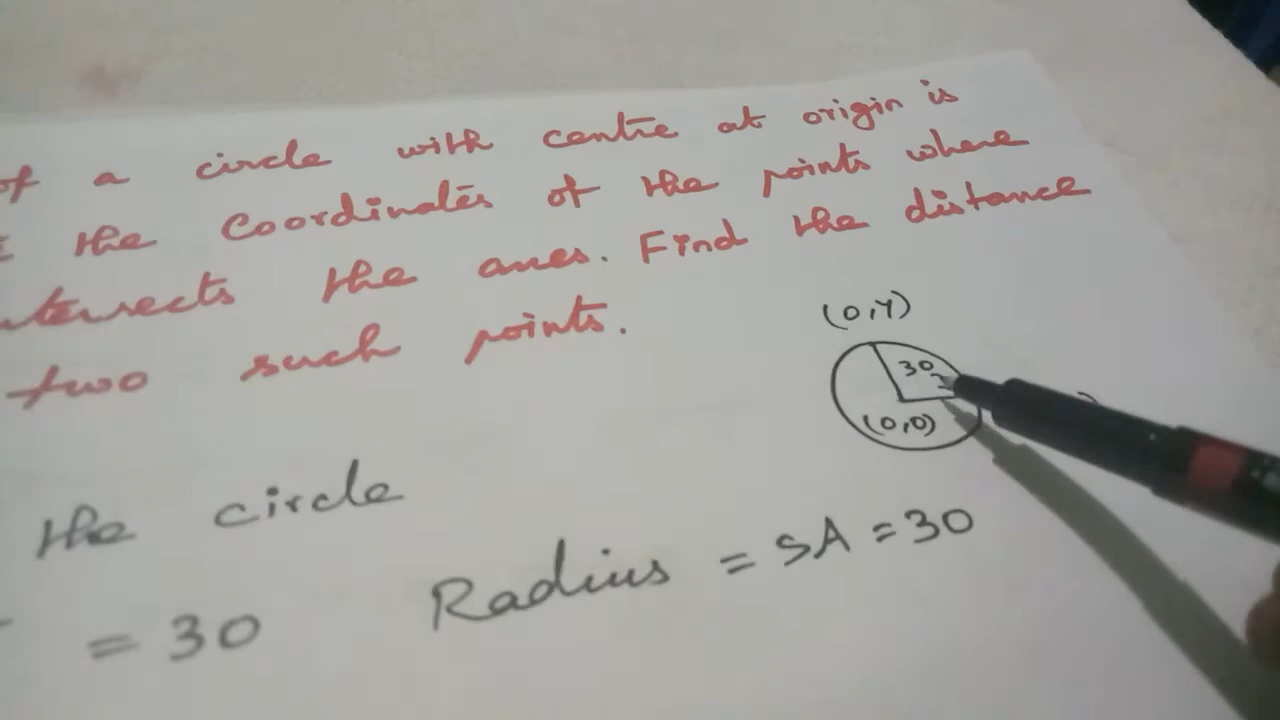 of a circle with centre at origin is
the Coordinates of the points where
the axes. Find the distance
two such points.
(0,Y)
30
(0,0)
the circle
= 30 Radius = SA = 30